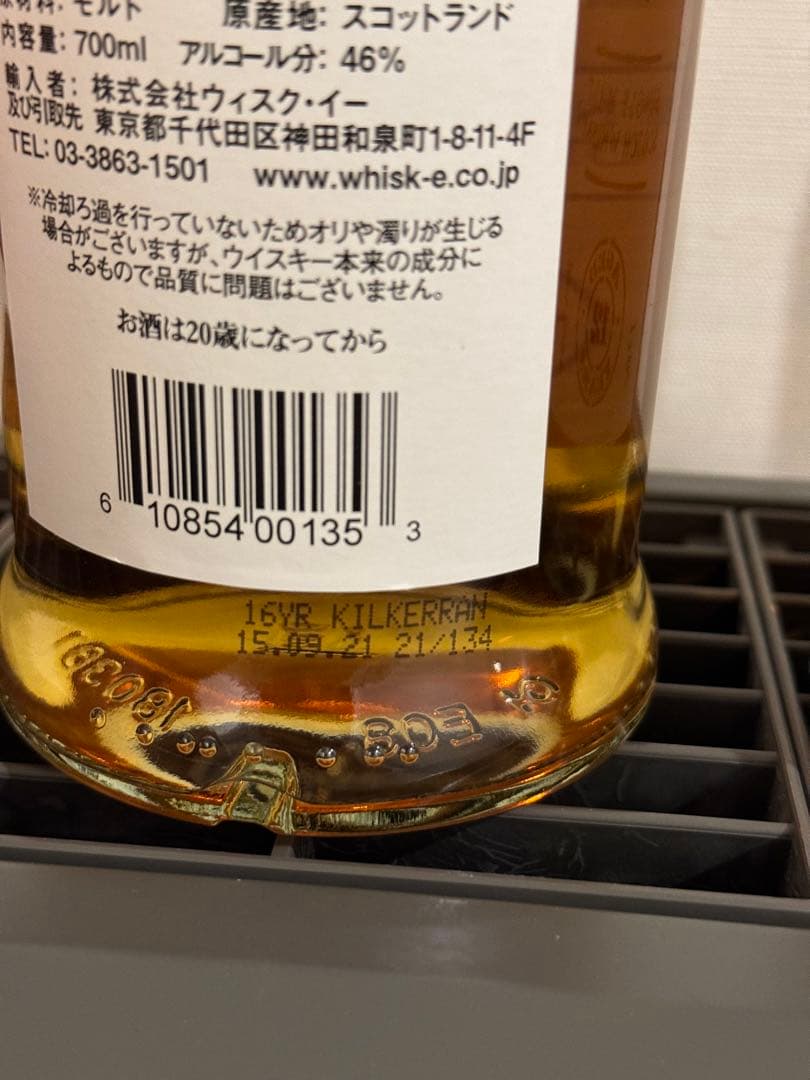 原材料: モルト 原産地: スコットランド
内容量: 700ml アルコール分: 46%
輸入者: 株式会社ウィスク・イー
及び引取先 東京都千代田区神田和泉町1-8-11-4F
TEL: 03-3863-1501 www.whisk-e.co.jp
※冷却ろ過を行っていないためオリや濁りが生じる
場合がございますが、ウイスキー本来の成分に
よるもので品質に問題はございません。
お酒は20歳になってから
6 10854 00135 3
16YR KILKERRAN
15.09.21 21/134